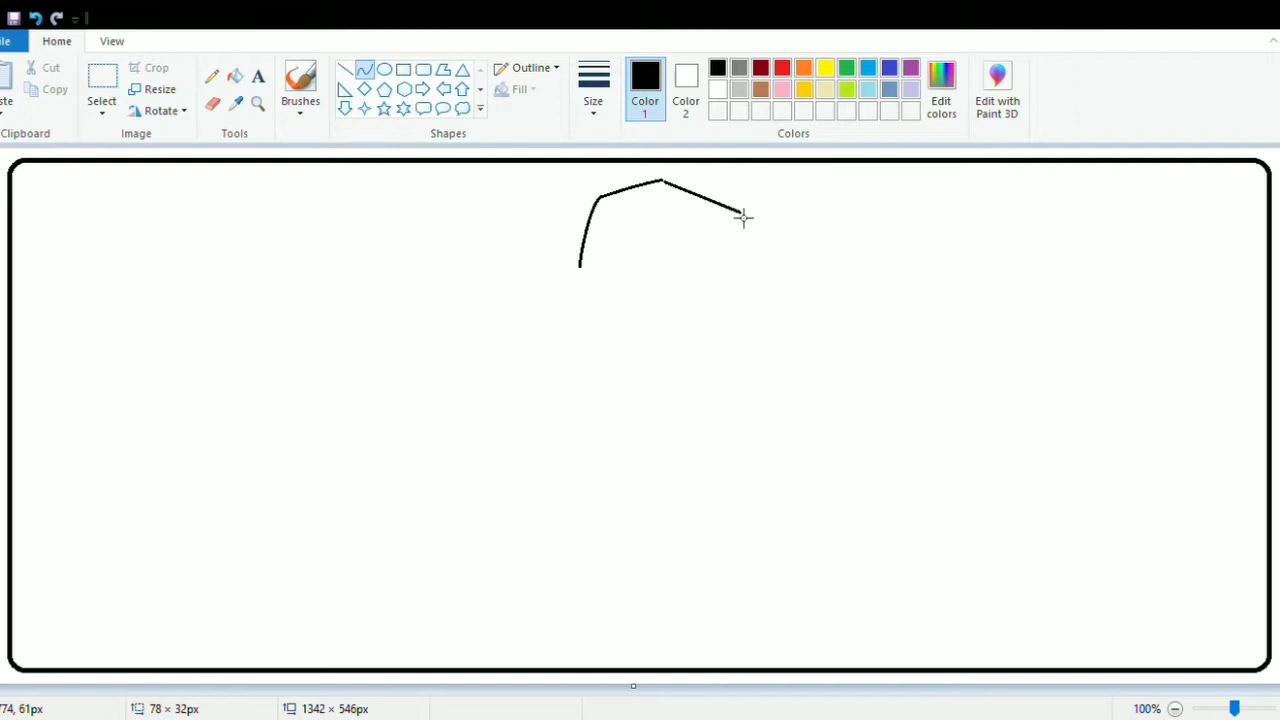 Home View
Cut
Copy
Clipboard
Select
Crop
Resize
Rotate
Image
Tools
Brushes
Shapes
Outline
Fill
Size
Color 1
Color 2
Colors
Edit colors
Edit with Paint 3D
78 × 32px
1342 × 546px
100%